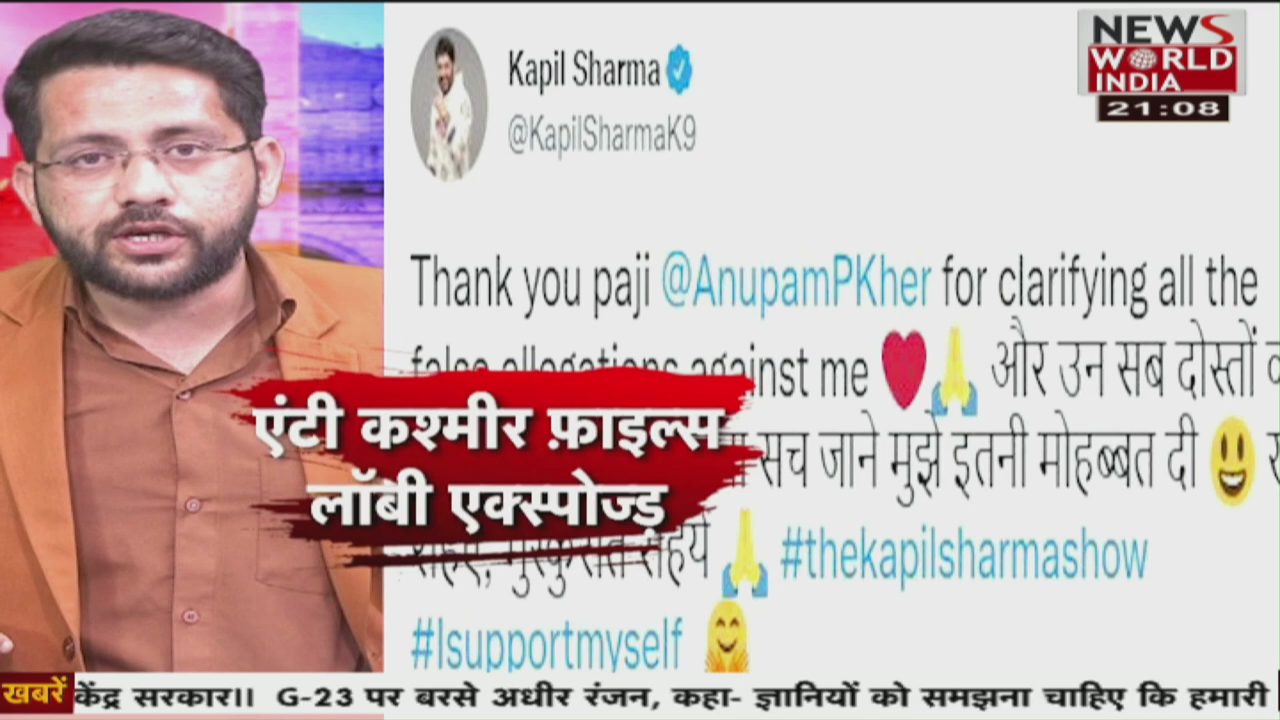 NEWS
WORLD
INDIA
21:08
Kapil Sharma
@KapilSharmaK9
Thank you paji @AnupamPKher for clarifying all the
false allegations against me ❤️🙏 और उन सब दोस्तों
सच जाने मुझे इतनी मोहब्बत दी 😃
#thekapilsharmashow
#Isupportmyself 🤗
एंटी कश्मीर फ़ाइल्स
लॉबी एक्स्पोज्ड़
खबरें केंद्र सरकार।। G-23 पर बरसे अधीर रंजन, कहा- ज्ञानियों को समझना चाहिए कि हमारी